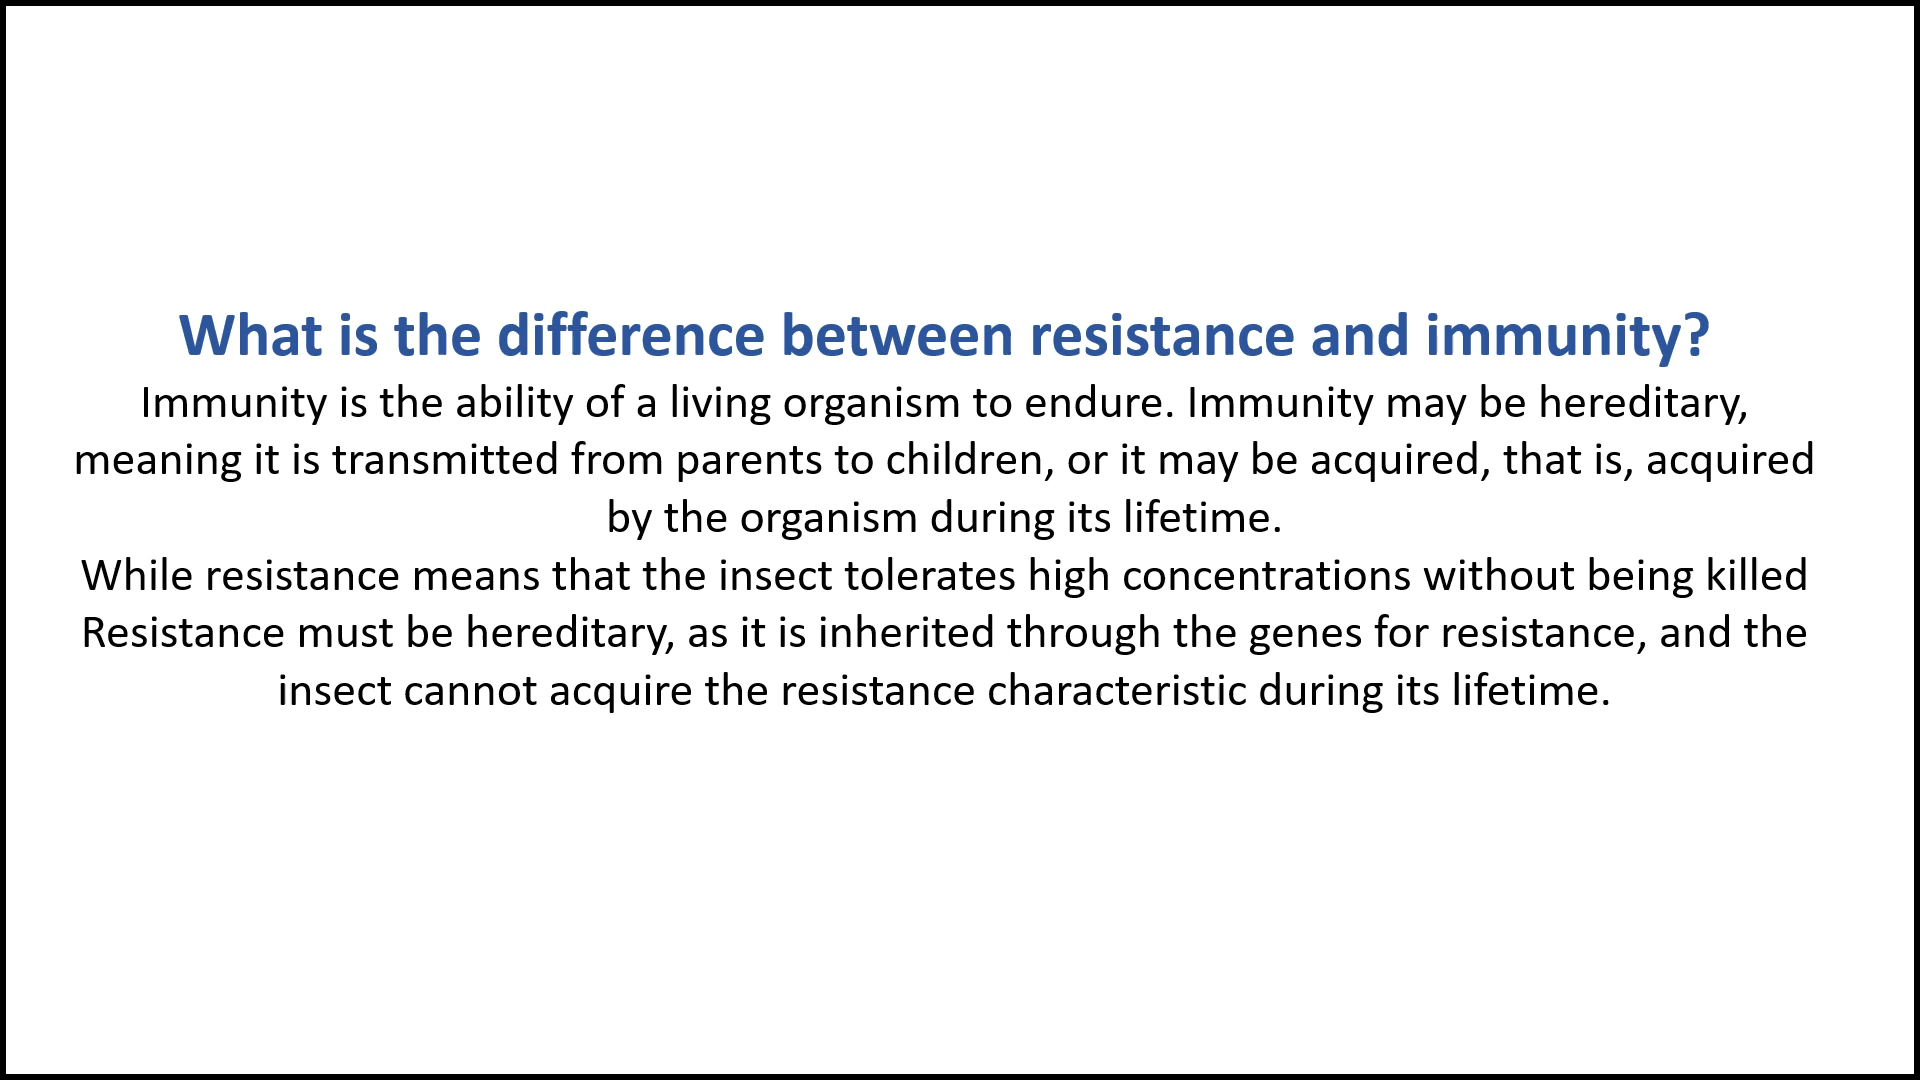 What is the difference between resistance and immunity?
Immunity is the ability of a living organism to endure. Immunity may be hereditary,
meaning it is transmitted from parents to children, or it may be acquired, that is, acquired
by the organism during its lifetime.
While resistance means that the insect tolerates high concentrations without being killed
Resistance must be hereditary, as it is inherited through the genes for resistance, and the
insect cannot acquire the resistance characteristic during its lifetime.